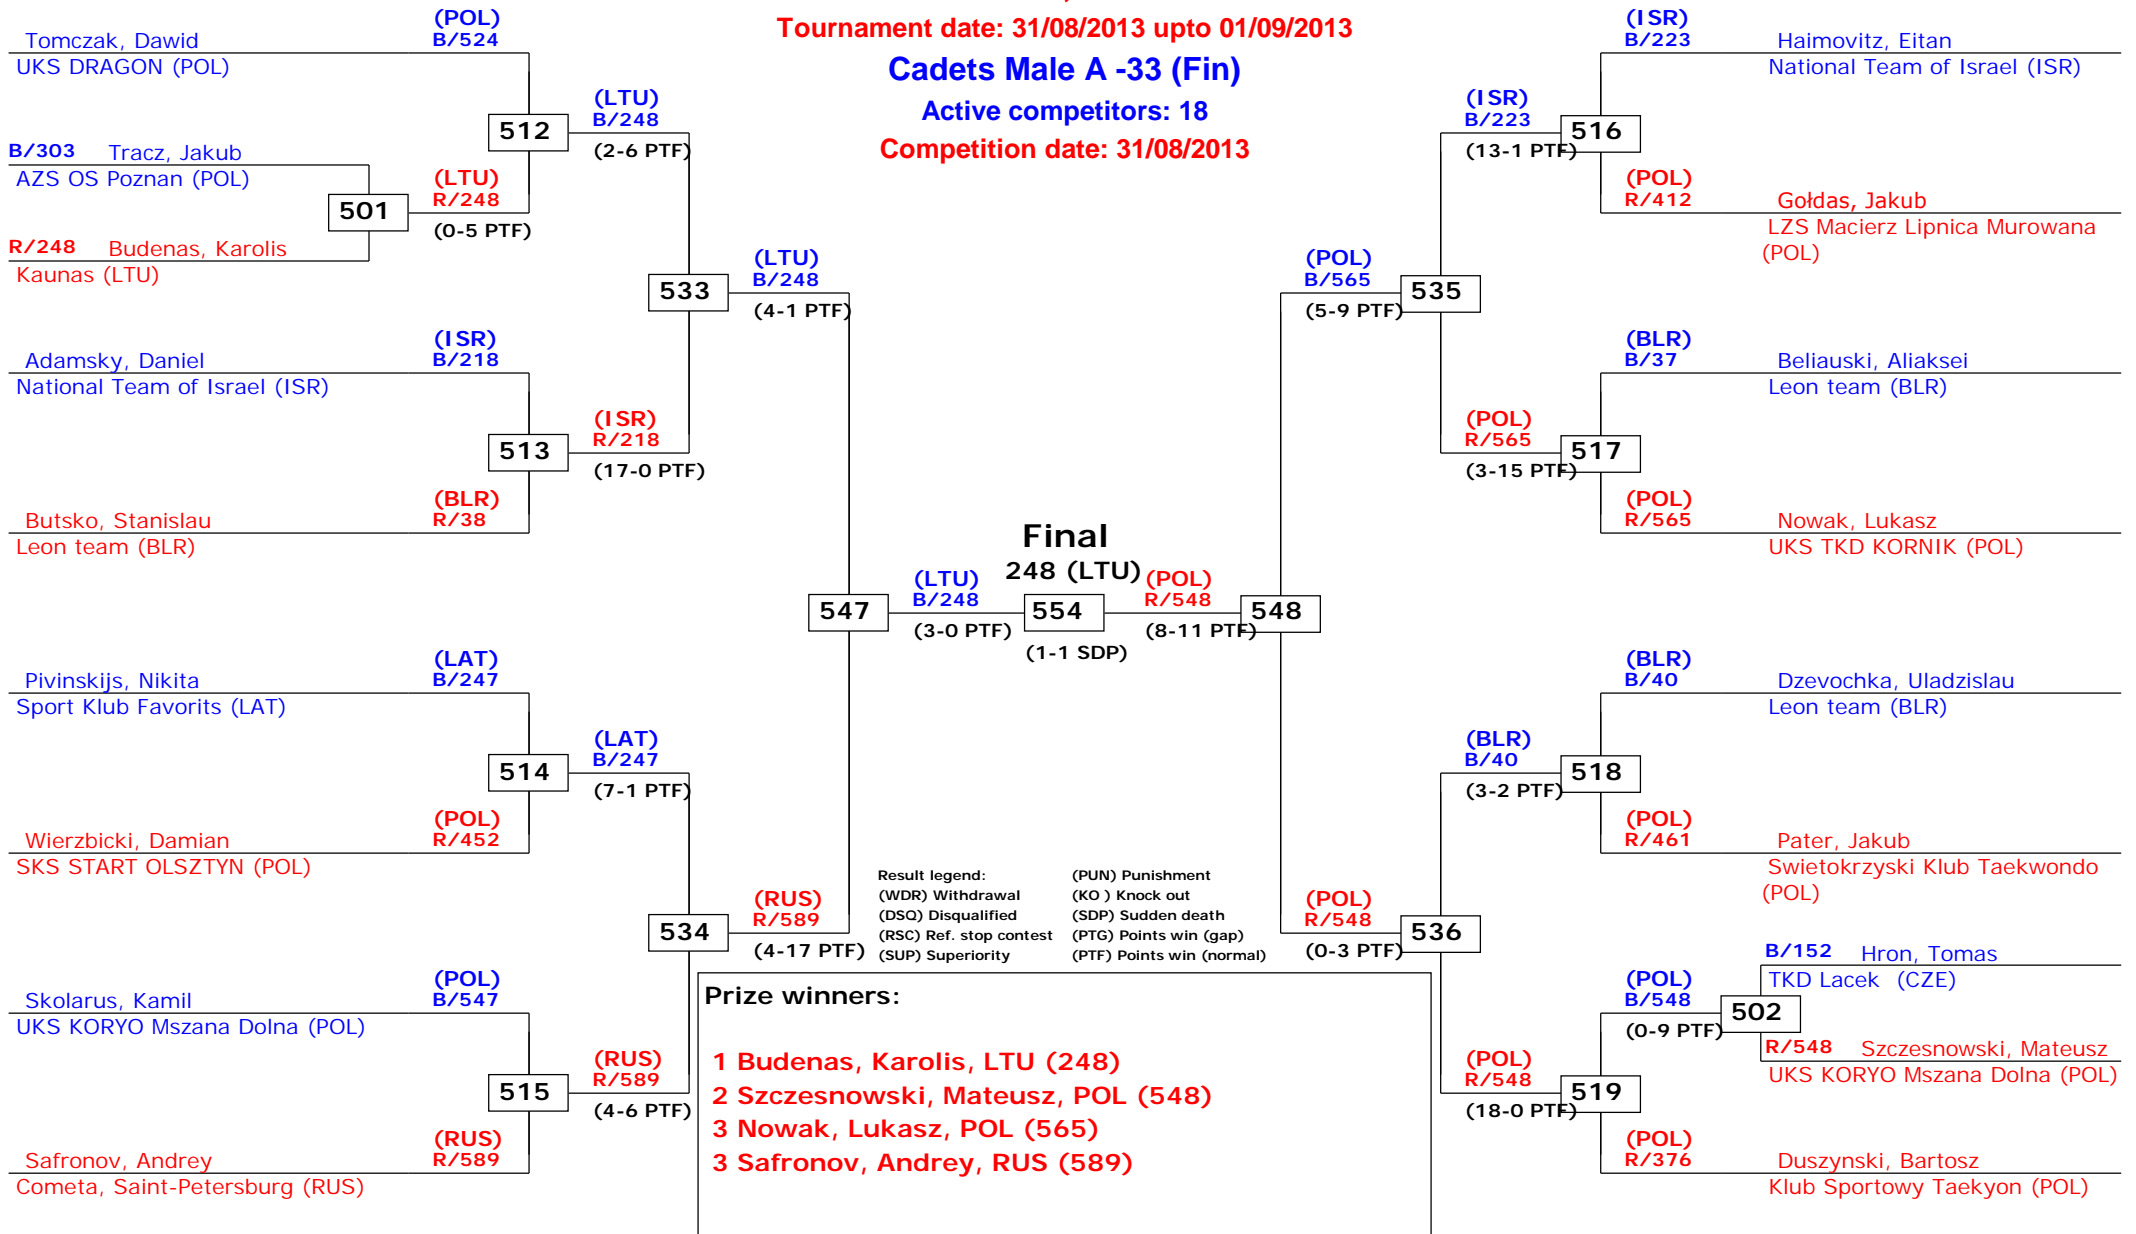 Tournament date: 31/08/2013 upto 01/09/2013
Cadets Male A -33 (Fin)
Active competitors: 18
Competition date: 31/08/2013
Tomczak, Dawid
UKS DRAGON (POL)
(POL)
B/524
B/303 Tracz, Jakub
AZS OS Poznan (POL)
R/248 Budenas, Karolis
Kaunas (LTU)
501
(LTU)
R/248
(0-5 PTF)
512
(LTU)
B/248
(2-6 PTF)
Adamsky, Daniel
National Team of Israel (ISR)
(ISR)
B/218
Butsko, Stanislau
Leon team (BLR)
(BLR)
R/38
513
(ISR)
R/218
(17-0 PTF)
533
(LTU)
B/248
(4-1 PTF)
Pivinskijs, Nikita
Sport Klub Favorits (LAT)
(LAT)
B/247
Wierzbicki, Damian
SKS START OLSZTYN (POL)
(POL)
R/452
514
(LAT)
B/247
(7-1 PTF)
Skolarus, Kamil
UKS KORYO Mszana Dolna (POL)
(POL)
B/547
Safronov, Andrey
Cometa, Saint-Petersburg (RUS)
(RUS)
R/589
515
(RUS)
R/589
(4-6 PTF)
534
(RUS)
R/589
(4-17 PTF)
547
(LTU)
B/248
(3-0 PTF)
Final
248 (LTU)
554
(1-1 SDP)
(POL)
R/548
(8-11 PTF)
548
(POL)
B/565
(5-9 PTF)
535
(ISR)
B/223
(13-1 PTF)
516
(ISR)
B/223
Haimovitz, Eitan
National Team of Israel (ISR)
(POL)
R/412
Gołdas, Jakub
LZS Macierz Lipnica Murowana
(POL)
(POL)
R/565
(3-15 PTF)
517
(BLR)
B/37
Beliauski, Aliaksei
Leon team (BLR)
(POL)
R/565
Nowak, Lukasz
UKS TKD KORNIK (POL)
(POL)
R/548
(0-3 PTF)
536
(BLR)
B/40
(3-2 PTF)
518
(BLR)
B/40
Dzevochka, Uladzislau
Leon team (BLR)
(POL)
R/461
Pater, Jakub
Swietokrzyski Klub Taekwondo
(POL)
(POL)
R/548
(18-0 PTF)
519
(POL)
B/548
(0-9 PTF)
502
B/152 Hron, Tomas
TKD Lacek (CZE)
R/548 Szczesnowski, Mateusz
UKS KORYO Mszana Dolna (POL)
(POL)
R/376
Duszynski, Bartosz
Klub Sportowy Taekyon (POL)
Result legend:
(WDR) Withdrawal
(DSQ) Disqualified
(RSC) Ref. stop contest
(SUP) Superiority
(PUN) Punishment
(KO ) Knock out
(SDP) Sudden death
(PTG) Points win (gap)
(PTF) Points win (normal)
Prize winners:
1 Budenas, Karolis, LTU (248)
2 Szczesnowski, Mateusz, POL (548)
3 Nowak, Lukasz, POL (565)
3 Safronov, Andrey, RUS (589)